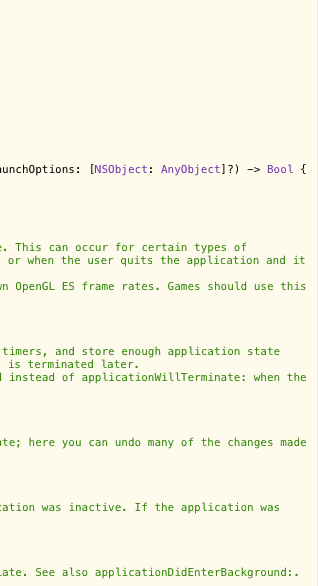 unchOptions: [NSObject: AnyObject]?) -> Bool {
e. This can occur for certain types of
or when the user quits the application and it
wn OpenGL ES frame rates. Games should use this
timers, and store enough application state
is terminated later.
d instead of applicationWillTerminate: when the
ate; here you can undo many of the changes made
cation was inactive. If the application was
iate. See also applicationDidEnterBackground:.